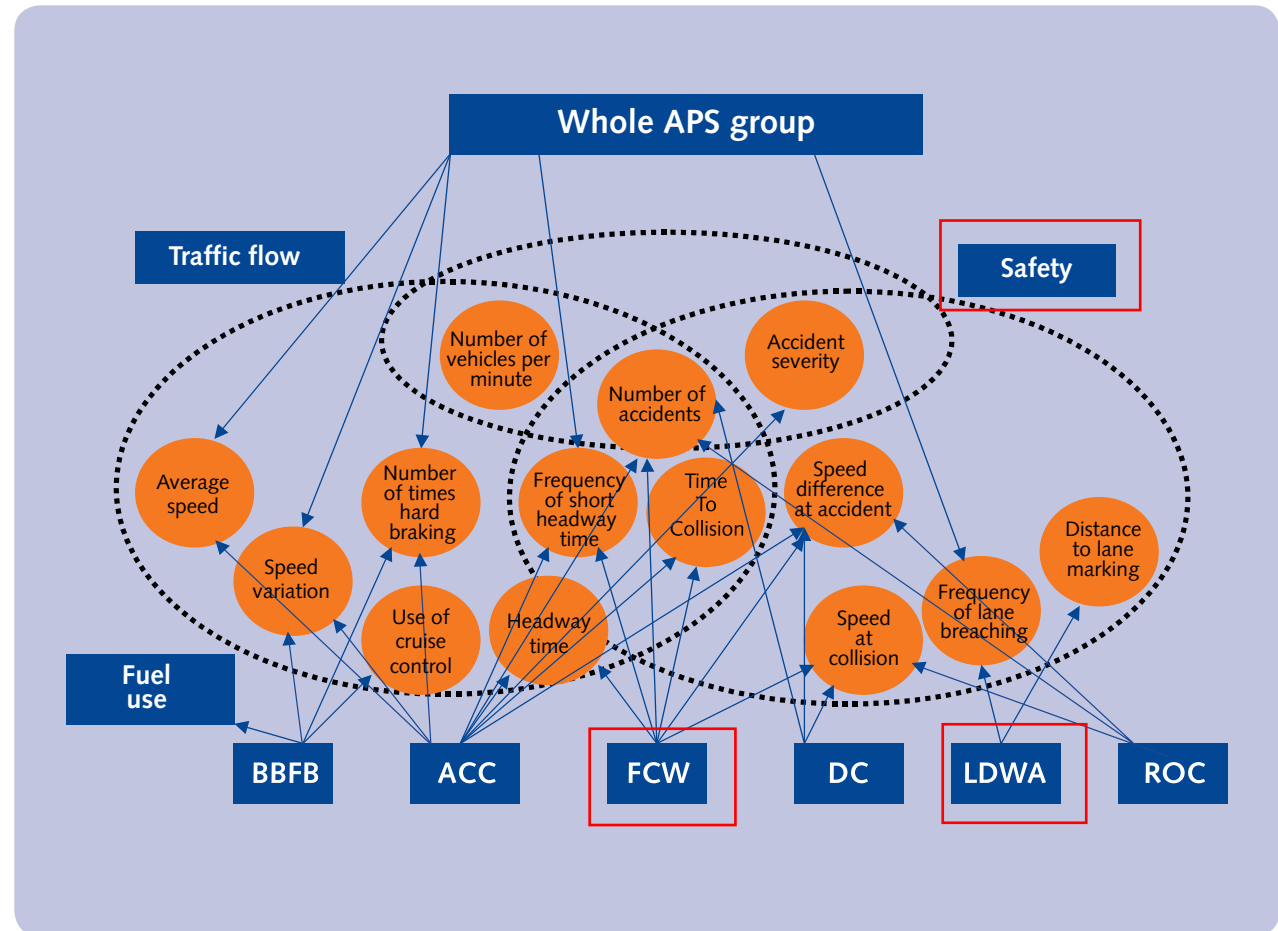 Whole APS group
Traffic flow
Safety
Number of
vehicles per
minute
Accident
severity
Number of
accidents
Average
speed
Number
of times
hard
braking
Frequency
of short
headway
time
Time
To
Collision
Speed
difference
at accident
Distance
to lane
marking
Speed
variation
Use of
cruise
control
Headway
time
Speed
at
collision
Frequency
of lane
breaching
Fuel
use
BBFB
ACC
FCW
DC
LDWA
ROC